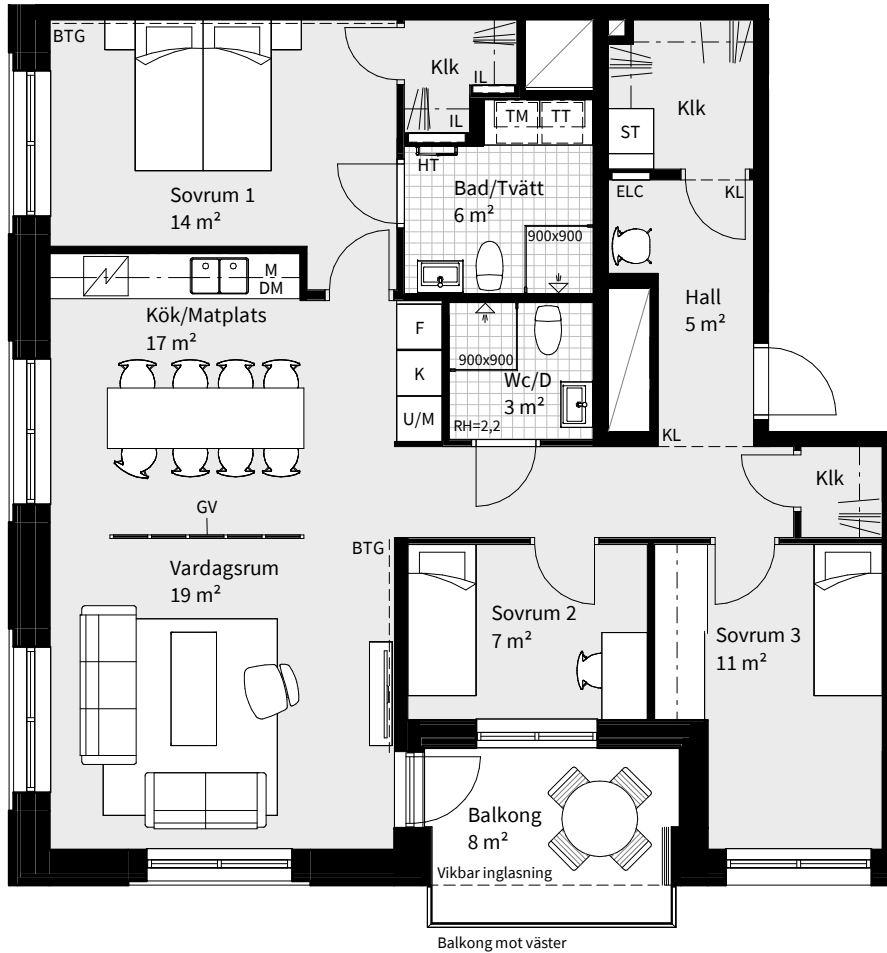 BTG
Klk
IL
IL
TM
TT
Klk
ST
HT
Bad/Tvätt
6 m²
ELC
KL
Sovrum 1
14 m²
900x900
M
DM
Hall
5 m²
Kök/Matplats
17 m²
F
K
U/M
900x900
Wc/D
3 m²
RH=2,2
KL
Klk
GV
BTG
Vardagsrum
19 m²
Sovrum 2
7 m²
Sovrum 3
11 m²
Balkong
8 m²
Vikbar inglasning
Balkong mot väster